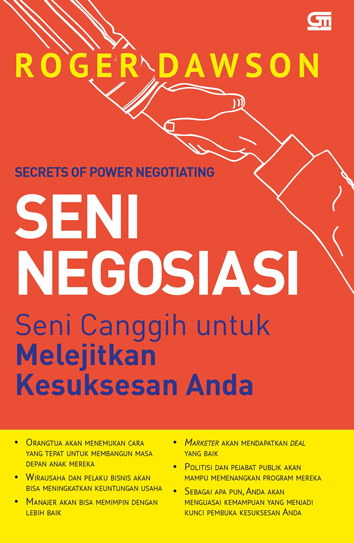 GM
ROGER DAWSON
SECRETS OF POWER NEGOTIATING
SENI
NEGOSIASI
Seni Canggih untuk
Melejitkan
Kesuksesan Anda
• ORANGTUA AKAN MENEMUKAN CARA
YANG TEPAT UNTUK MEMBANGUN MASA
DEPAN ANAK MEREKA
• WIRAUSAHA DAN PELAKU BISNIS AKAN
BISA MENINGKATKAN KEUNTUNGAN USAHA
• MANAJER AKAN BISA MEMIMPIN DENGAN
LEBIH BAIK
• MARKETER AKAN MENDAPATKAN DEAL
YANG BAIK
• POLITISI DAN PEJABAT PUBLIK AKAN
MAMPU MEMENANGKAN PROGRAM MEREKA
• SEBAGAI APA PUN, ANDA AKAN
MENGUASAI KEMAMPUAN YANG MENJADI
KUNCI PEMBUKA KESUKSESAN ANDA